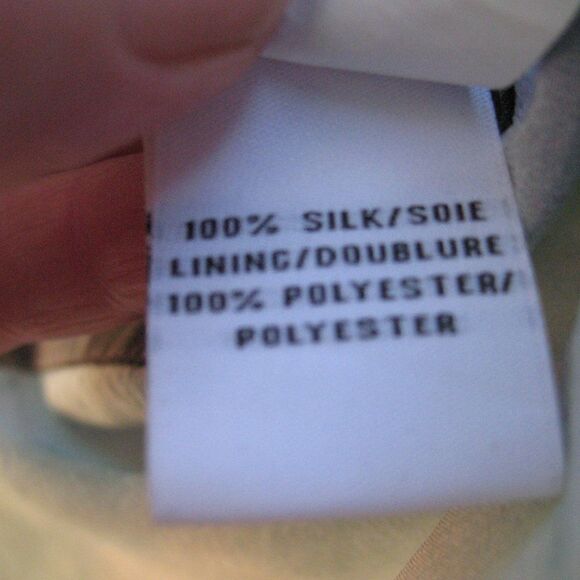 100% SILK/SOIE
LINING/DOUBLURE
100% POLYESTER/
POLYESTER